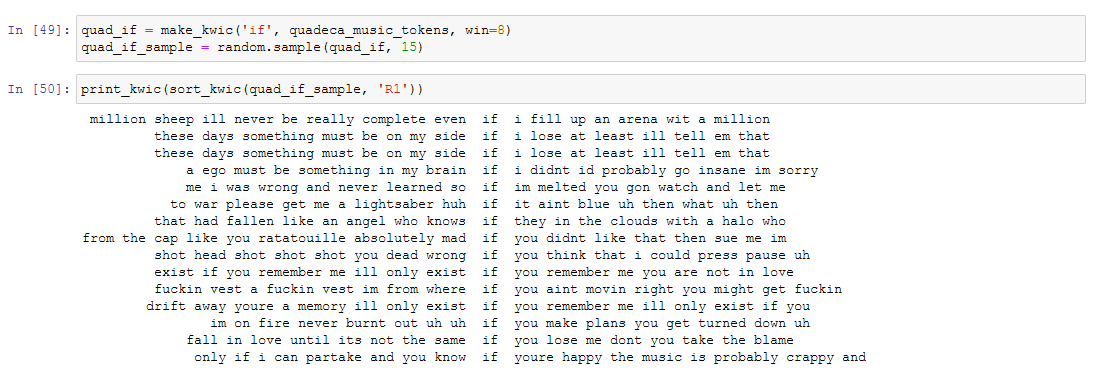 In [49]: quad_if = make_kwic('if', quadeca_music_tokens, win=8)
quad_if_sample = random.sample(quad_if, 15)
In [50]: print_kwic(sort_kwic(quad_if_sample, 'R1'))
million sheep ill never be really complete even if i fill up an arena wit a million
these days something must be on my side if i lose at least ill tell em that
these days something must be on my side if i lose at least ill tell em that
a ego must be something in my brain if i didnt id probably go insane im sorry
me i was wrong and never learned so if im melted you gon watch and let me
to war please get me a lightsaber huh if it aint blue uh then what uh then
that had fallen like an angel who knows if they in the clouds with a halo who
from the cap like you ratatouille absolutely mad if you didnt like that then sue me im
shot head shot shot shot you dead wrong if you think that i could press pause uh
exist if you remember me ill only exist if you remember me you are not in love
fuckin vest a fuckin vest im from where if you aint movin right you might get fuckin
drift away youre a memory ill only exist if you remember me ill only exist if you
im on fire never burnt out uh uh if you make plans you get turned down uh
fall in love until its not the same if you lose me dont you take the blame
only if i can partake and you know if youre happy the music is probably crappy and